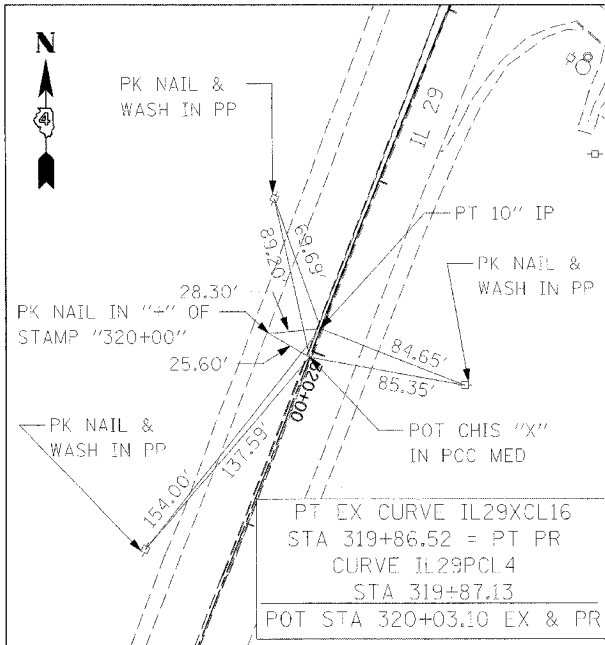 N
4
PK NAIL &
WASH IN PP
IL 29
PT 10" IP
PK NAIL &
WASH IN PP
69.69'
89.20'
28.30'
PK NAIL IN "+" OF
STAMP "320+00"
25.60'
84.65'
85.35'
320+00
PK NAIL &
WASH IN PP
POT CHIS "X"
IN PCC MED
154.00'
137.59'
PT EX CURVE IL29XCL16
STA 319+86.52 = PT PR
CURVE IL29PCL4
STA 319+87.13
POT STA 320+03.10 EX & PR